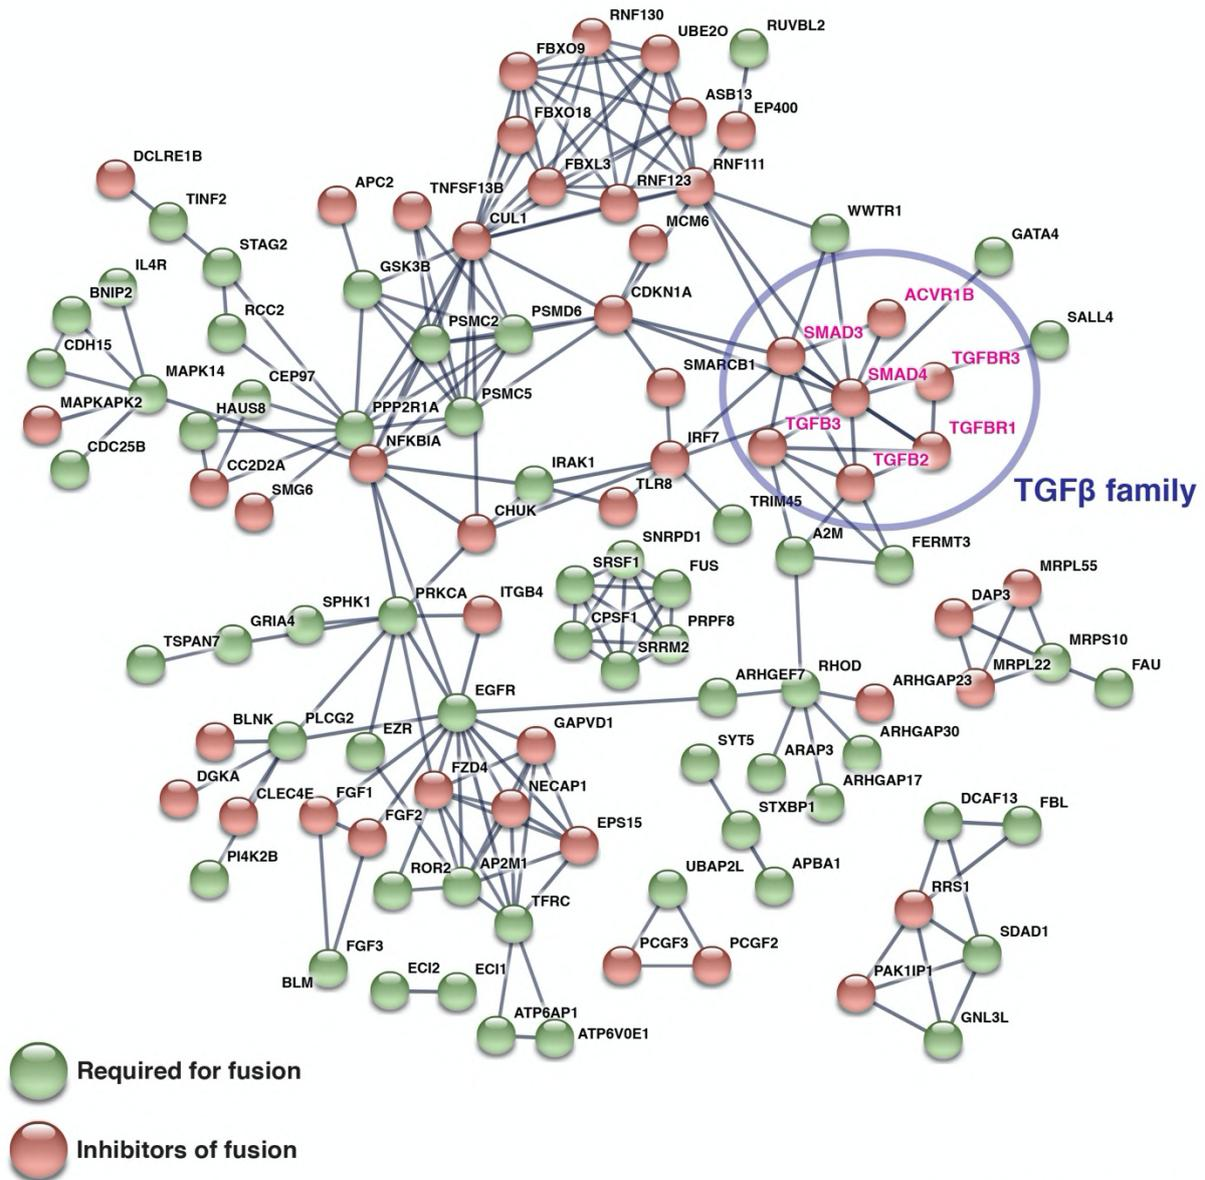 RNF130
RUVBL2
UBE2O
FBXO9
ASB13
EP400
FBXO18
DCLRE1B
FBXL3
RNF111
RNF123
APC2
TNFSF13B
TINF2
CUL1
MCM6
WWTR1
GATA4
STAG2
IL4R
GSK3B
BNIP2
CDKN1A
ACVR1B
RCC2
PSMC2
PSMD6
SALL4
SMAD3
CDH15
TGFBR3
MAPK14
CEP97
SMARCB1
SMAD4
MAPKAPK2
HAUS8
PPP2R1A
PSMC5
TGFB3
TGFBR1
CDC25B
NFKBIA
IRF7
CC2D2A
IRAK1
TGFB2
SMG6
TLR8
TGFβ family
CHUK
TRIM45
SNRPD1
A2M
FERMT3
SRSF1
FUS
MRPL55
PRKCA
ITGB4
DAP3
SPHK1
GRIA4
CPSF1
PRPF8
TSPAN7
SRRM2
MRPS10
MRPL22
FAU
ARHGEF7
RHOD
ARHGAP23
EGFR
BLNK
PLCG2
GAPVD1
EZR
ARHGAP30
SYT5
ARAP3
FZD4
DGKA
ARHGAP17
NECAP1
CLEC4E
FGF1
STXBP1
DCAF13
FBL
FGF2
EPS15
PI4K2B
ROR2
AP2M1
UBAP2L
APBA1
RRS1
TFRC
SDAD1
FGF3
PCGF3
PCGF2
ECI2
ECI1
PAK1IP1
BLM
ATP6AP1
GNL3L
ATP6V0E1
Required for fusion
Inhibitors of fusion